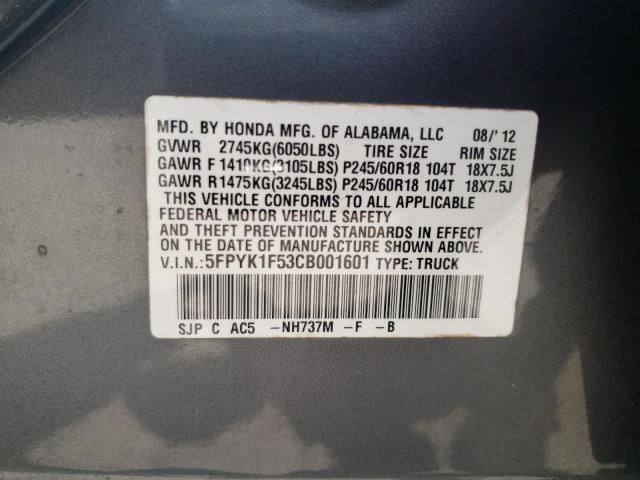 MFD. BY HONDA MFG. OF ALABAMA, LLC 08/'12
GVWR 2745KG(6050LBS) TIRE SIZE RIM SIZE
GAWR F 1410KG(3105LBS) P245/60R18 104T 18X7.5J
GAWR R1475KG(3245LBS) P245/60R18 104T 18X7.5J
THIS VEHICLE CONFORMS TO ALL APPLICABLE
FEDERAL MOTOR VEHICLE SAFETY
AND THEFT PREVENTION STANDARDS IN EFFECT
ON THE DATE OF MANUFACTURE SHOWN ABOVE.
V.I.N.:5FPYK1F53CB001601 TYPE: TRUCK
SJP C AC5 -NH737M -F -B